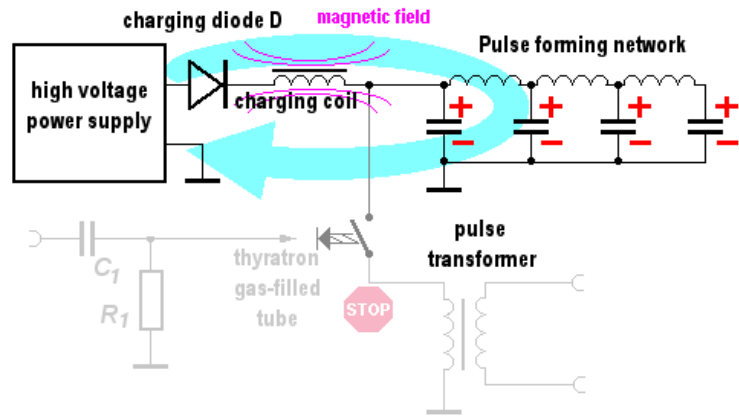 charging diode D
magnetic field
Pulse forming network
high voltage
power supply
charging coil
+ + + +
− − − −
pulse
transformer
thyratron
gas-filled
tube
C1
R1
STOP